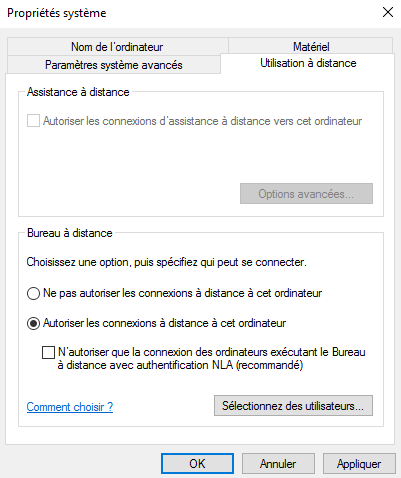 Propriétés système
Nom de l'ordinateur
Matériel
Paramètres système avancés
Utilisation à distance
Assistance à distance
Autoriser les connexions d'assistance à distance vers cet ordinateur
Options avancées...
Bureau à distance
Choisissez une option, puis spécifiez qui peut se connecter.
Ne pas autoriser les connexions à distance à cet ordinateur
Autoriser les connexions à distance à cet ordinateur
N'autoriser que la connexion des ordinateurs exécutant le Bureau
à distance avec authentification NLA (recommandé)
Comment choisir ?
Sélectionnez des utilisateurs...
OK
Annuler
Appliquer